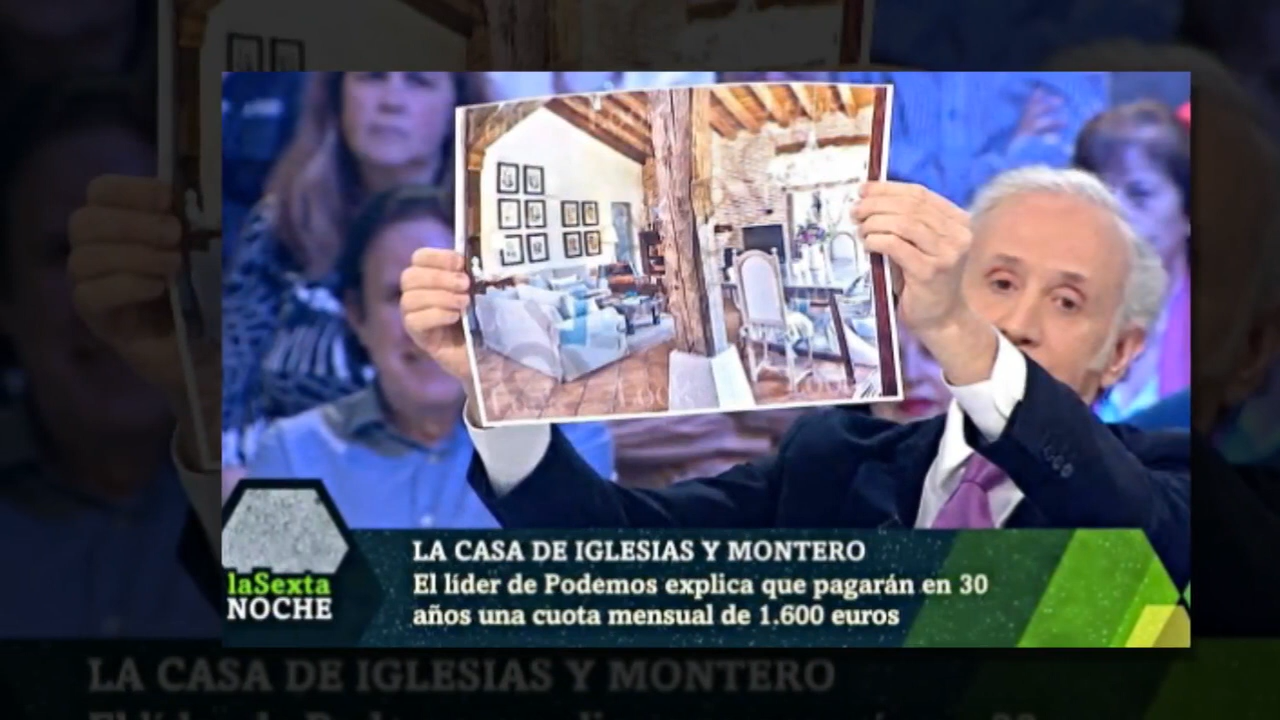 LA CASA DE IGLESIAS Y MONTERO
El líder de Podemos explica que pagarán en 30
años una cuota mensual de 1.600 euros
laSexta
NOCHE
LA CASA DE IGLESIAS Y MONTERO